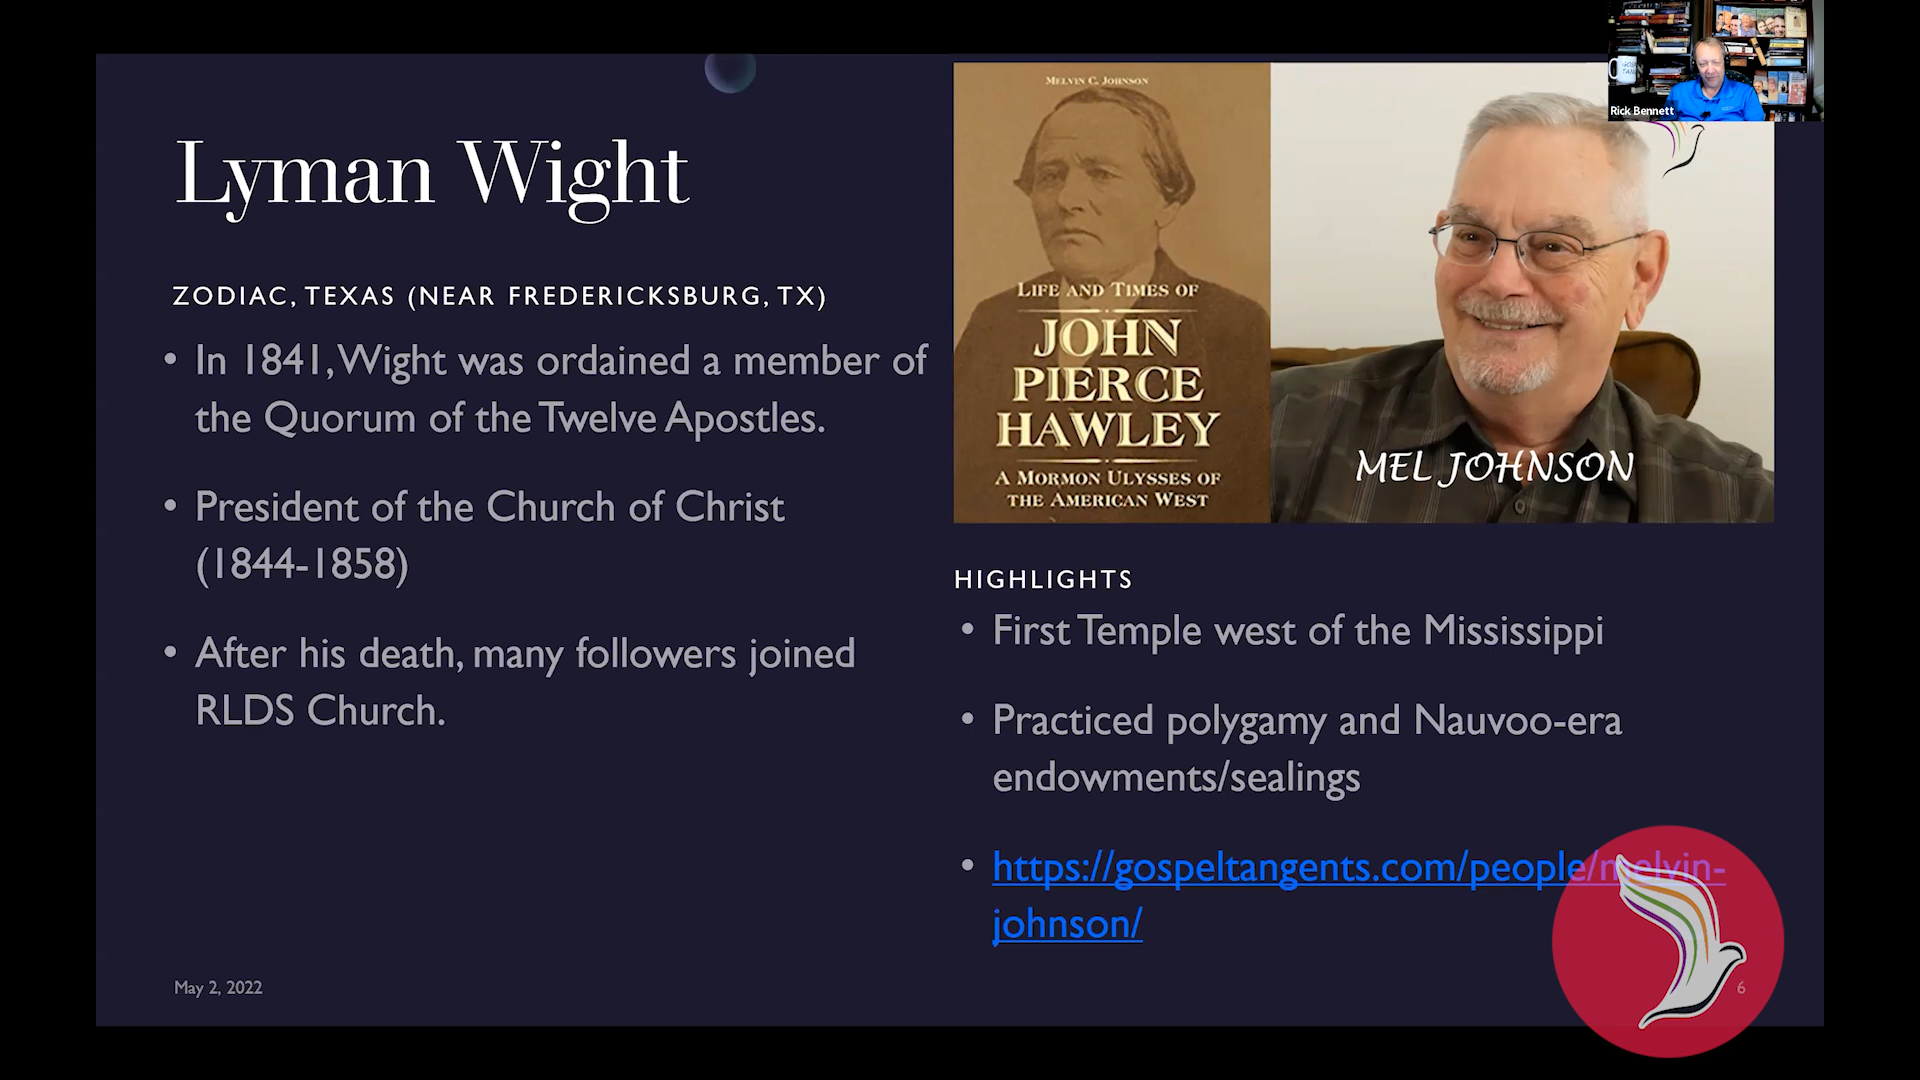 Rick Bennett
Lyman Wight
ZODIAC, TEXAS (NEAR FREDERICKSBURG, TX)
• In 1841, Wight was ordained a member of
the Quorum of the Twelve Apostles.
• President of the Church of Christ
(1844-1858)
• After his death, many followers joined
RLDS Church.
MELVIN C. JOHNSON
LIFE AND TIMES OF
JOHN
PIERCE
HAWLEY
A MORMON ULYSSES OF
THE AMERICAN WEST
MEL JOHNSON
HIGHLIGHTS
• First Temple west of the Mississippi
• Practiced polygamy and Nauvoo-era
endowments/sealings
• https://gospeltangents.com/people/melvin-
johnson/
May 2, 2022
6